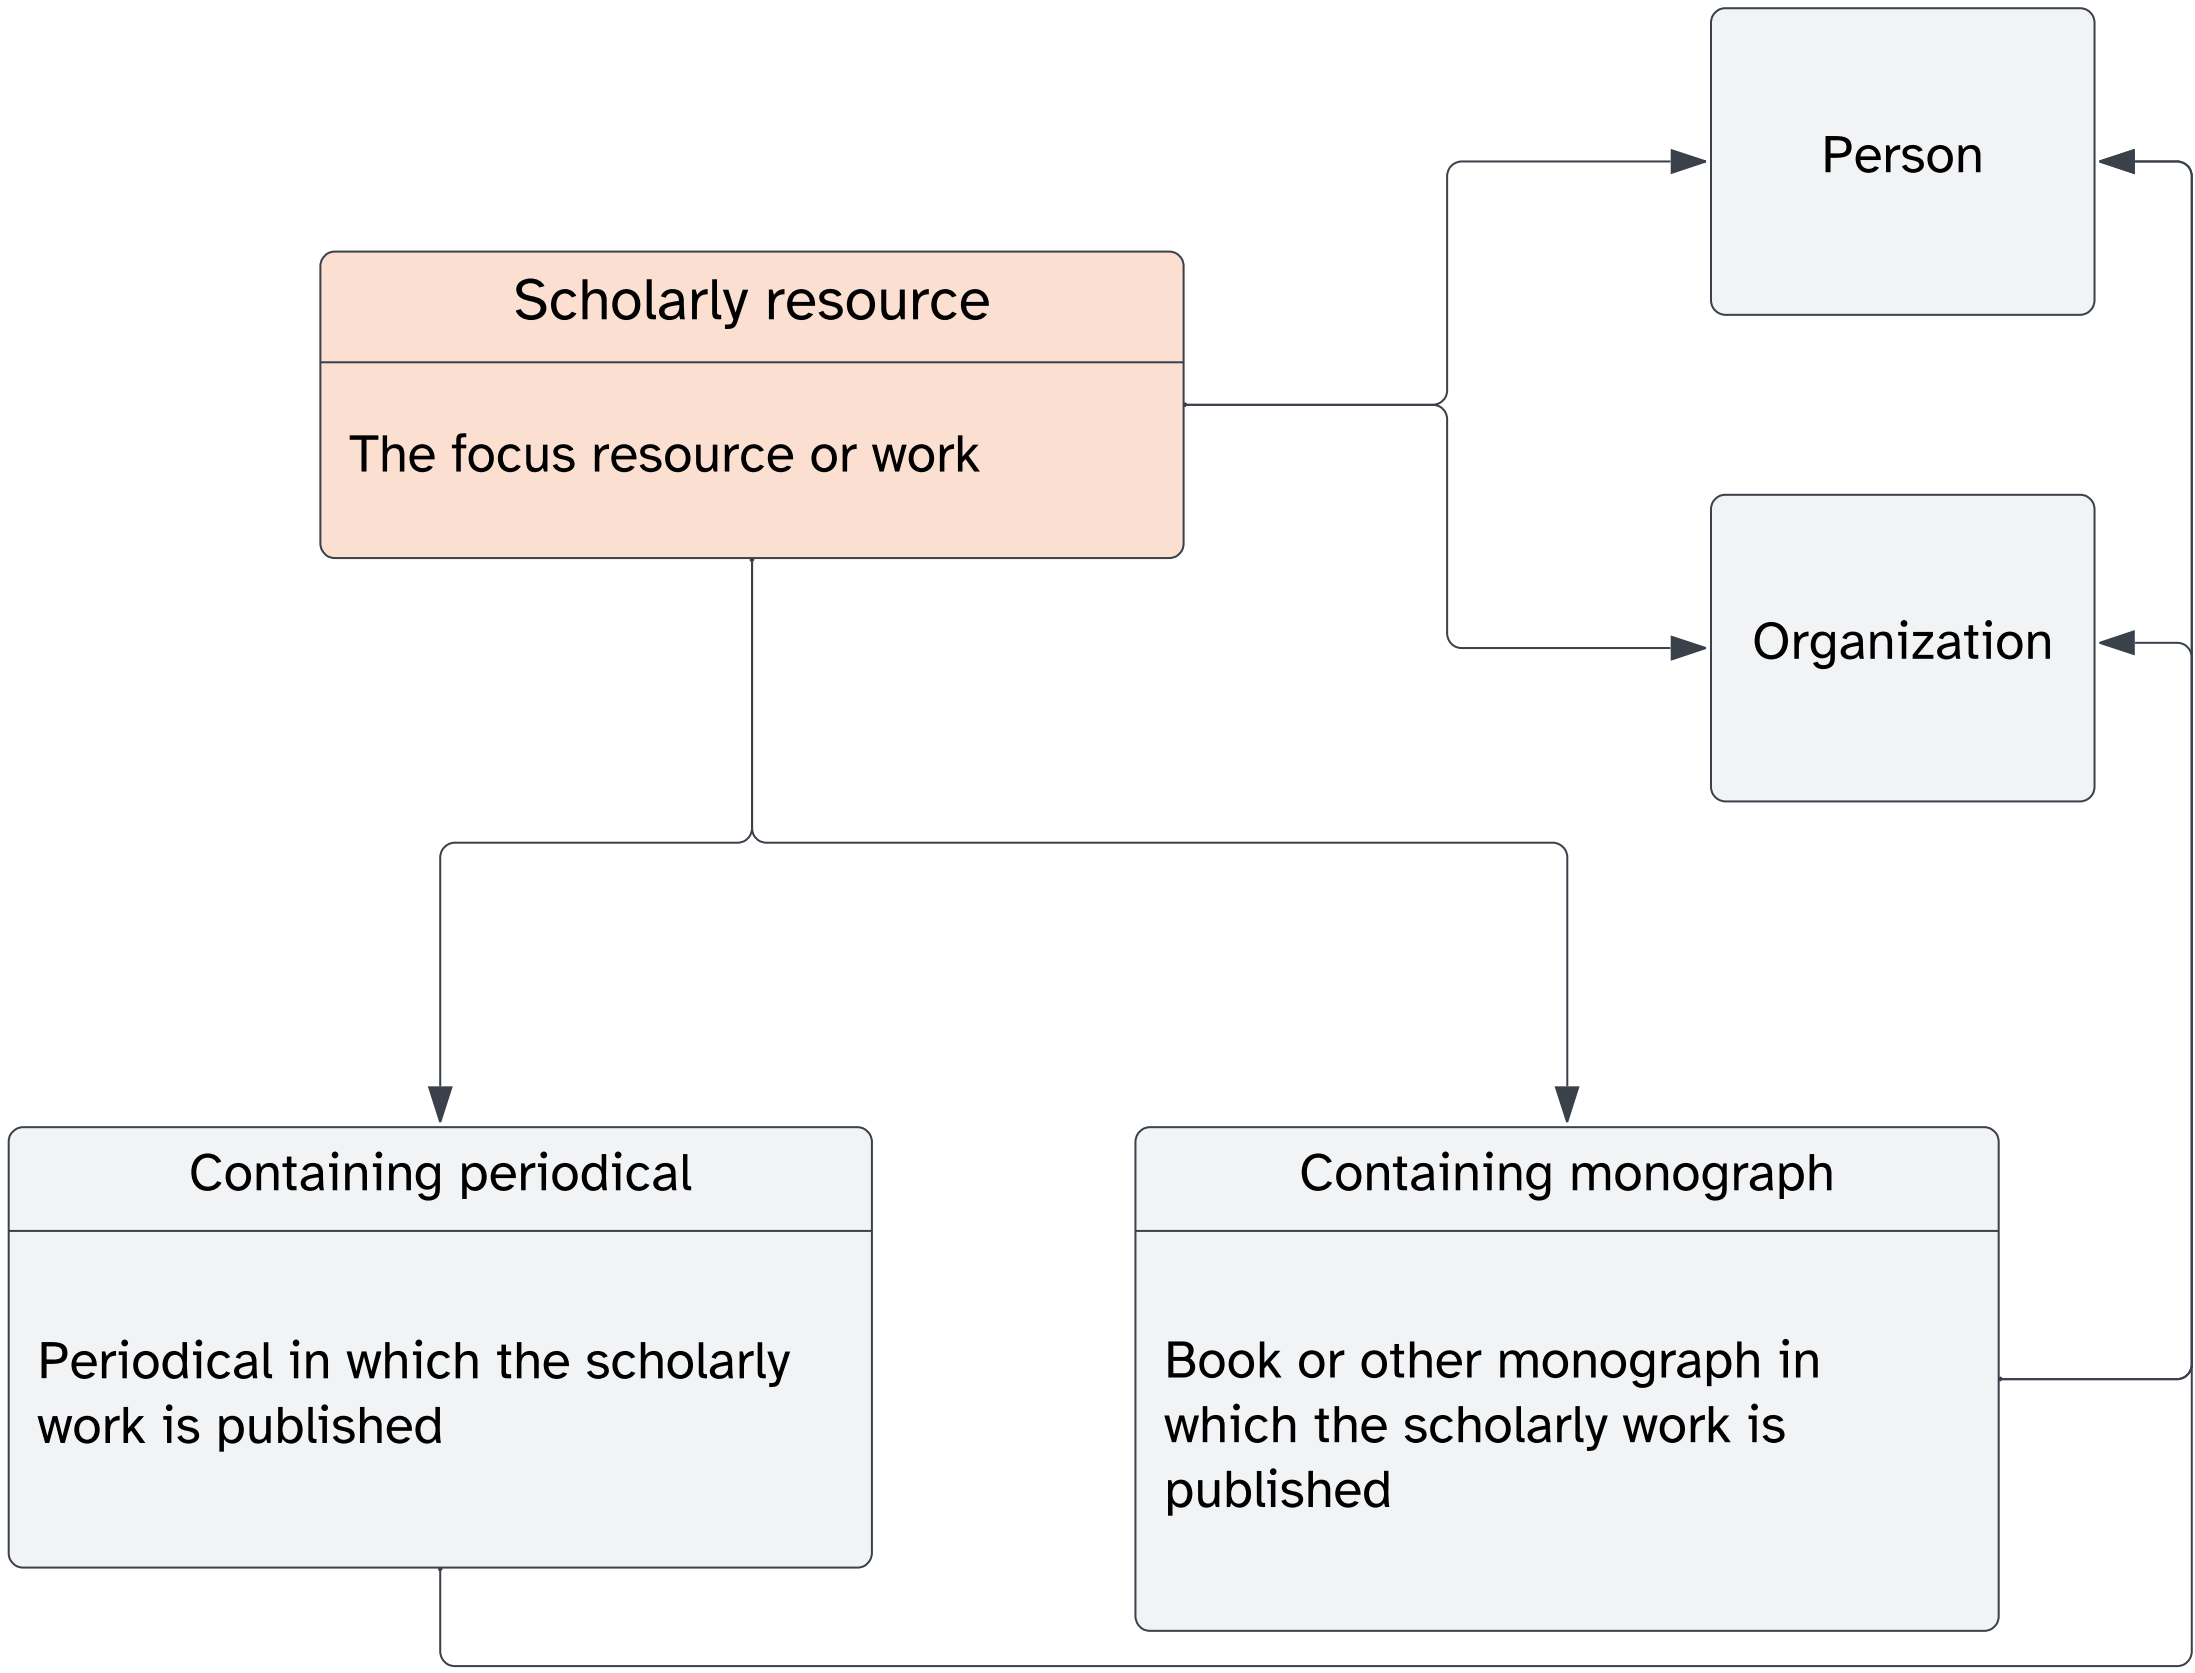 Person
Scholarly resource
The focus resource or work
Organization
Containing periodical
Periodical in which the scholarly
work is published
Containing monograph
Book or other monograph in
which the scholarly work is
published